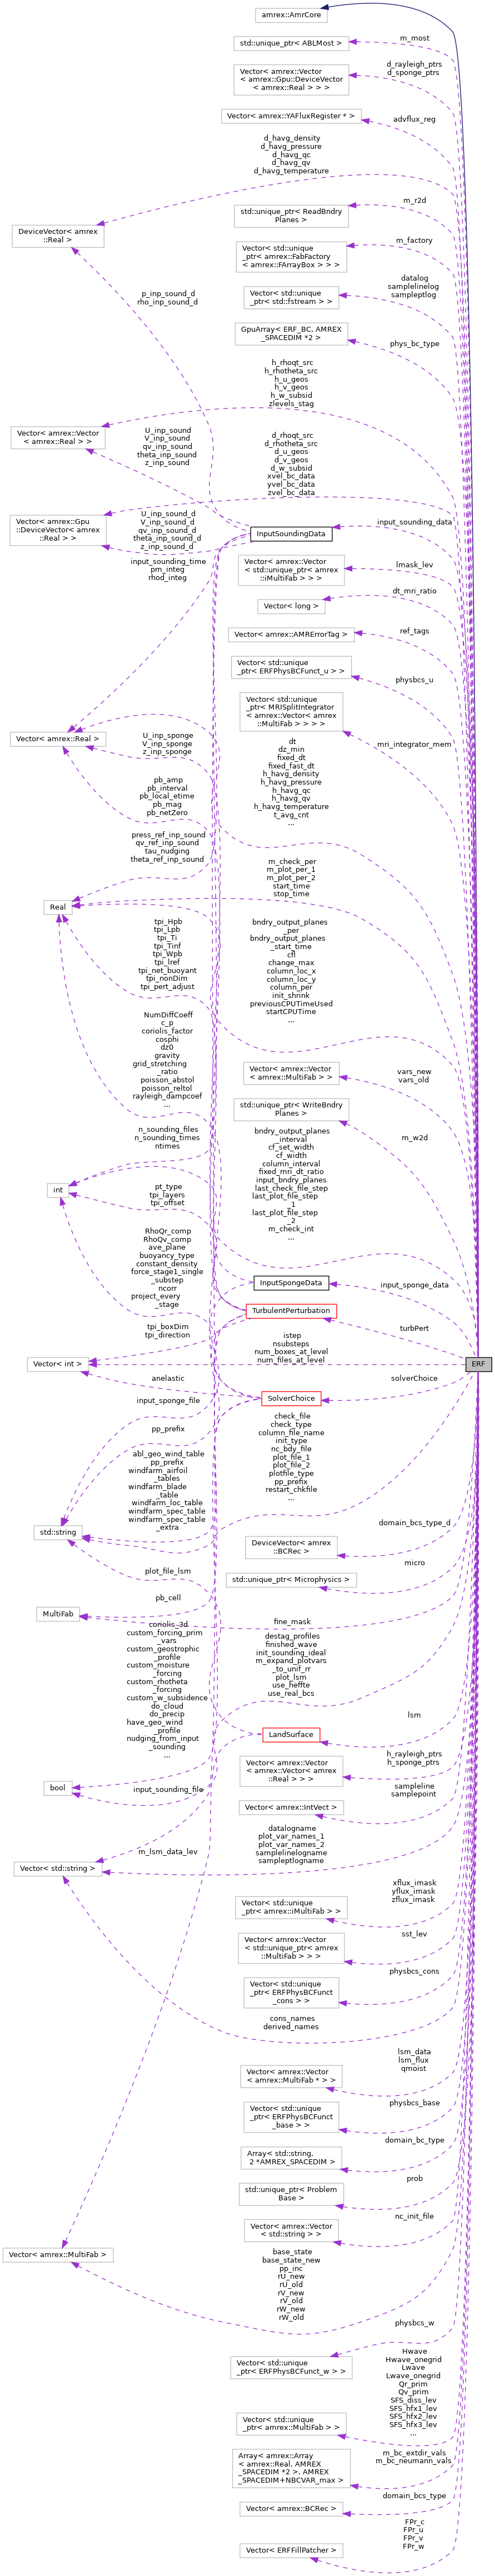 amrex::AmrCore
m_most
std::unique_ptr< ABLMost >
d_rayleigh_ptrs
d_sponge_ptrs
Vector< amrex::Vector
< amrex::Gpu::DeviceVector
< amrex::Real > > >
Vector< amrex::YAFluxRegister * >
advflux_reg
d_havg_density
d_havg_pressure
d_havg_qc
d_havg_qv
d_havg_temperature
m_r2d
std::unique_ptr< ReadBndry
Planes >
DeviceVector< amrex
::Real >
m_factory
Vector< std::unique
_ptr< amrex::FabFactory
< amrex::FArrayBox > > >
datalog
samplelinelog
sampleptlog
Vector< std::unique
_ptr< std::fstream > >
p_inp_sound_d
rho_inp_sound_d
GpuArray< ERF_BC, AMREX
_SPACEDIM *2 >
phys_bc_type
h_rhoqt_src
h_rhotheta_src
h_u_geos
h_v_geos
h_w_subsid
zlevels_stag
Vector< amrex::Vector
< amrex::Real > >
U_inp_sound
V_inp_sound
qv_inp_sound
theta_inp_sound
z_inp_sound
d_rhoqt_src
d_rhotheta_src
d_u_geos
d_v_geos
d_w_subsid
xvel_bc_data
yvel_bc_data
zvel_bc_data
Vector< amrex::Gpu
::DeviceVector< amrex
::Real > >
U_inp_sound_d
V_inp_sound_d
qv_inp_sound_d
theta_inp_sound_d
z_inp_sound_d
input_sounding_data
InputSoundingData
input_sounding_time
pm_integ
rhod_integ
Vector< amrex::Vector
< std::unique_ptr< amrex
::iMultiFab > > >
lmask_lev
dt_mri_ratio
Vector< long >
ref_tags
Vector< amrex::AMRErrorTag >
Vector< std::unique
_ptr< ERFPhysBCFunct_u > >
physbcs_u
Vector< std::unique
_ptr< MRISplitIntegrator
< amrex::Vector< amrex
::MultiFab > > > >
mri_integrator_mem
Vector< amrex::Real >
U_inp_sponge
V_inp_sponge
z_inp_sponge
dt
dz_min
fixed_dt
fixed_fast_dt
h_havg_density
h_havg_pressure
h_havg_qc
h_havg_qv
h_havg_temperature
t_avg_cnt
...
pb_amp
pb_interval
pb_local_etime
pb_mag
pb_netZero
press_ref_inp_sound
qv_ref_inp_sound
tau_nudging
theta_ref_inp_sound
m_check_per
m_plot_per_1
m_plot_per_2
start_time
stop_time
Real
tpi_Hpb
tpi_Lpb
tpi_Ti
tpi_Tinf
tpi_Wpb
tpi_lref
tpi_net_buoyant
tpi_nonDim
tpi_pert_adjust
bndry_output_planes
_per
bndry_output_planes
_start_time
cfl
change_max
column_loc_x
column_loc_y
column_per
init_shrink
previousCPUTimeUsed
startCPUTime
...
NumDiffCoeff
c_p
coriolis_factor
cosphi
dz0
gravity
grid_stretching
_ratio
poisson_abstol
poisson_reltol
rayleigh_dampcoef
...
Vector< amrex::Vector
< amrex::MultiFab > >
vars_new
vars_old
std::unique_ptr< WriteBndry
Planes >
m_w2d
n_sounding_files
n_sounding_times
ntimes
bndry_output_planes
_interval
cf_set_width
cf_width
column_interval
fixed_mri_dt_ratio
input_bndry_planes
last_check_file_step
last_plot_file_step
_1
last_plot_file_step
_2
m_check_int
...
int
pt_type
tpi_layers
tpi_offset
RhoQr_comp
RhoQv_comp
ave_plane
buoyancy_type
constant_density
force_stage1_single
_substep
ncorr
project_every
_stage
InputSpongeData
input_sponge_data
TurbulentPerturbation
turbPert
tpi_boxDim
tpi_direction
istep
nsubsteps
num_boxes_at_level
num_files_at_level
Vector< int >
ERF
anelastic
solverChoice
SolverChoice
input_sponge_file
pp_prefix
check_file
check_type
column_file_name
init_type
nc_bdy_file
plot_file_1
plot_file_2
plotfile_type
pp_prefix
restart_chkfile
...
abl_geo_wind_table
pp_prefix
windfarm_airfoil
_tables
windfarm_blade
_table
windfarm_loc_table
windfarm_spec_table
windfarm_spec_table
_extra
std::string
domain_bcs_type_d
DeviceVector< amrex
::BCRec >
plot_file_lsm
micro
std::unique_ptr< Microphysics >
pb_cell
MultiFab
fine_mask
coriolis_3d
custom_forcing_prim
_vars
custom_geostrophic
_profile
custom_moisture
_forcing
custom_rhotheta
_forcing
custom_w_subsidence
do_cloud
do_precip
have_geo_wind
_profile
nudging_from_input
_sounding
...
destag_profiles
finished_wave
init_sounding_ideal
m_expand_plotvars
_to_unif_rr
plot_lsm
use_heffte
use_real_bcs
lsm
LandSurface
Vector< amrex::Vector
< amrex::Vector< amrex
::Real > > >
h_rayleigh_ptrs
h_sponge_ptrs
bool
input_sounding_file
sampleline
samplepoint
Vector< amrex::IntVect >
datalogname
plot_var_names_1
plot_var_names_2
samplelinelogname
sampleptlogname
m_lsm_data_lev
Vector< std::string >
xflux_imask
yflux_imask
zflux_imask
Vector< std::unique
_ptr< amrex::iMultiFab > >
Vector< amrex::Vector
< std::unique_ptr< amrex
::MultiFab > > >
sst_lev
physbcs_cons
Vector< std::unique
_ptr< ERFPhysBCFunct
_cons > >
cons_names
derived_names
lsm_data
lsm_flux
qmoist
Vector< amrex::Vector
< amrex::MultiFab * > >
physbcs_base
Vector< std::unique
_ptr< ERFPhysBCFunct
_base > >
domain_bc_type
Array< std::string,
2 *AMREX_SPACEDIM >
prob
std::unique_ptr< Problem
Base >
nc_init_file
Vector< amrex::Vector
< std::string > >
Vector< amrex::MultiFab >
base_state
base_state_new
pp_inc
rU_new
rU_old
rV_new
rV_old
rW_new
rW_old
physbcs_w
Vector< std::unique
_ptr< ERFPhysBCFunct_w > >
Hwave
Hwave_onegrid
Lwave
Lwave_onegrid
Qr_prim
Qv_prim
SFS_diss_lev
SFS_hfx1_lev
SFS_hfx2_lev
SFS_hfx3_lev
...
Vector< std::unique
_ptr< amrex::MultiFab > >
m_bc_extdir_vals
m_bc_neumann_vals
Array< amrex::Array
< amrex::Real, AMREX
_SPACEDIM *2 >, AMREX
_SPACEDIM+NBCVAR_max >
domain_bcs_type
Vector< amrex::BCRec >
FPr_c
FPr_u
FPr_v
FPr_w
Vector< ERFFillPatcher >